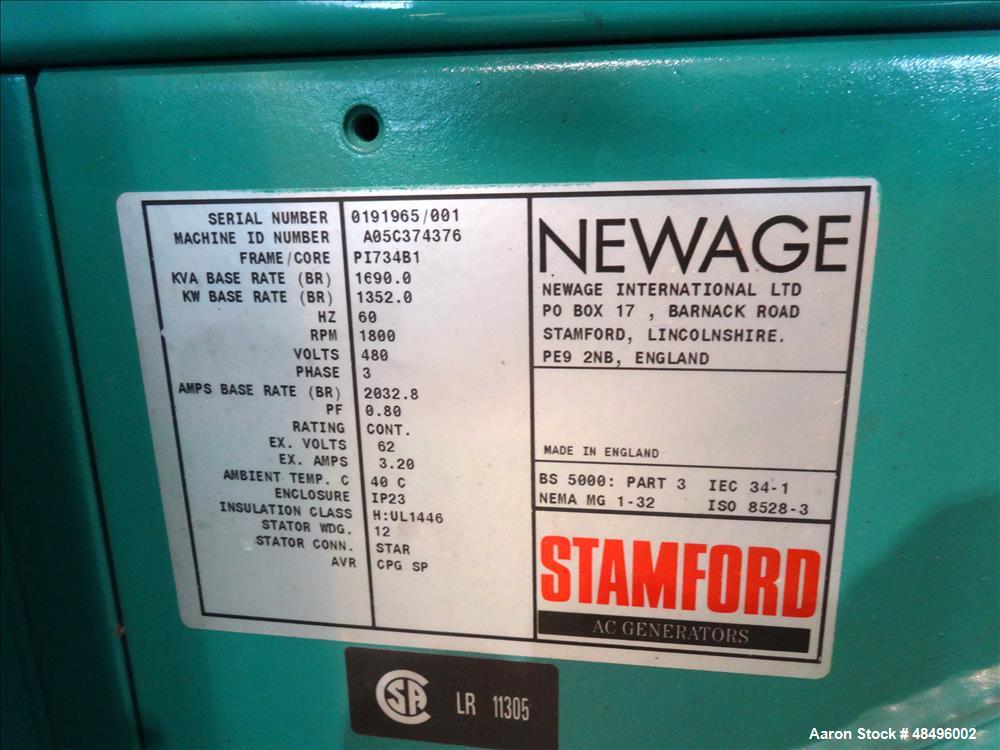 SERIAL NUMBER 0191965/001
MACHINE ID NUMBER A05C374376
FRAME/CORE PI734B1
KVA BASE RATE (BR) 1690.0
KW BASE RATE (BR) 1352.0
HZ 60
RPM 1800
VOLTS 480
PHASE 3
AMPS BASE RATE (BR) 2032.8
PF 0.80
RATING CONT.
EX. VOLTS 62
EX. AMPS 3.20
AMBIENT TEMP. C 40 C
ENCLOSURE IP23
INSULATION CLASS H:UL1446
STATOR WDG. 12
STATOR CONN. STAR
AVR CPG SP
NEWAGE
NEWAGE INTERNATIONAL LTD
PO BOX 17 , BARNACK ROAD
STAMFORD, LINCOLNSHIRE.
PE9 2NB, ENGLAND
MADE IN ENGLAND
BS 5000: PART 3 IEC 34-1
NEMA MG 1-32 ISO 8528-3
STAMFORD
AC GENERATORS
CSA LR 11305
Aaron Stock # 48496002